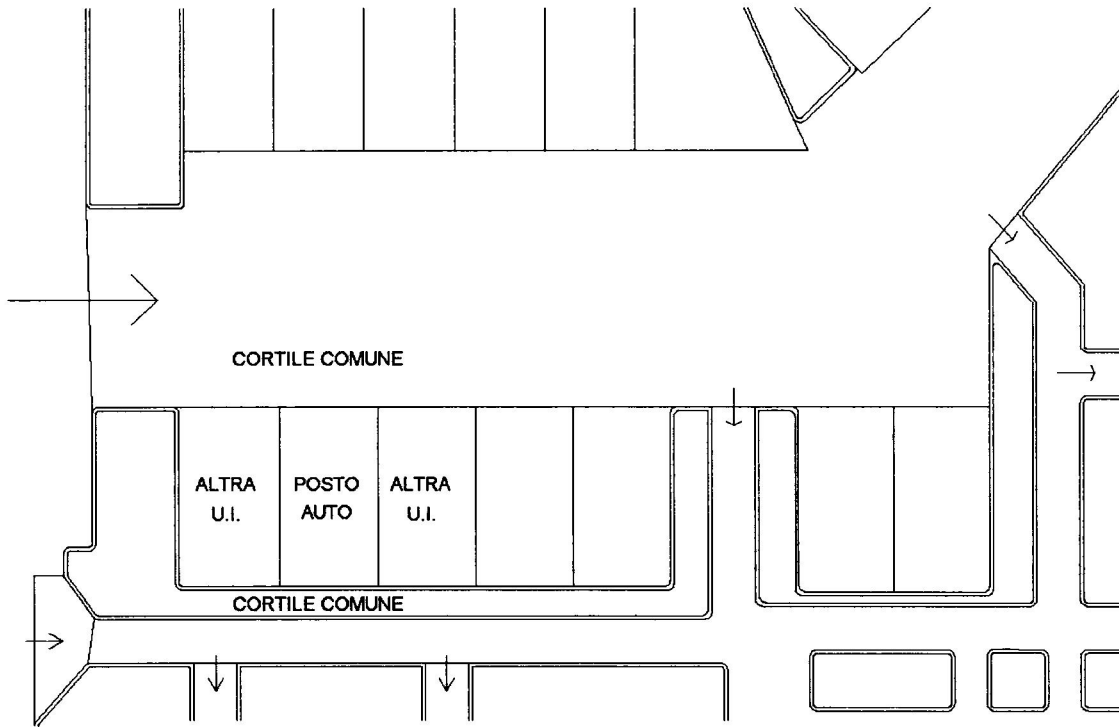 CORTILE COMUNE
ALTRA
U.I.
POSTO
AUTO
ALTRA
U.I.
CORTILE COMUNE